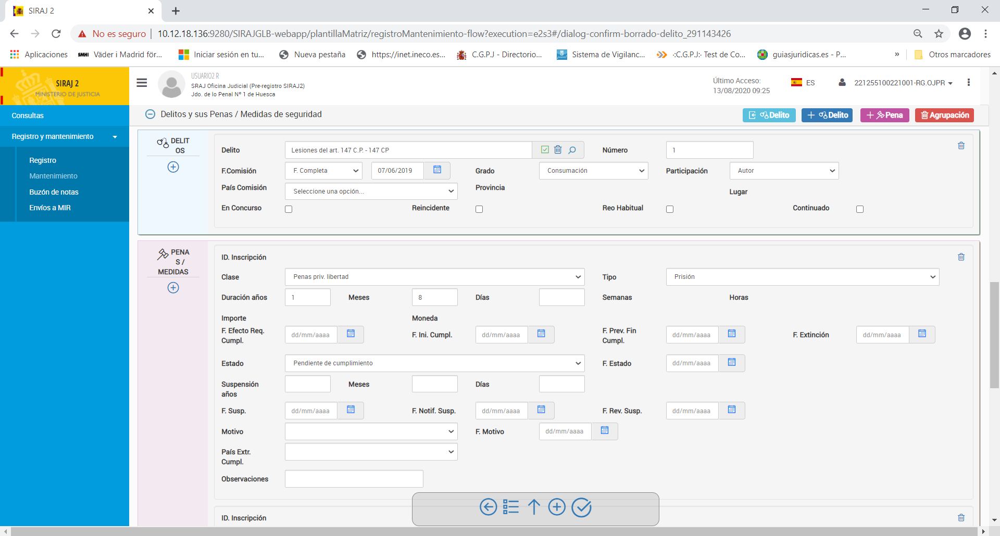 SIRAJ 2
No es seguro | 10.12.18.136:9280/SIRAJGLB-webapp/plantillaMatriz/registroMantenimiento-flow?execution=e2s3#/dialog-confirm-borrado-delito_291143426
Aplicaciones SMHI Väder i Madrid för... Iniciar sesión en tu... Nueva pestaña https://inet.ineco.es... C.G.P.J - Directorio... Sistema de Vigilanc... -:C.G.P.J:- Test de Co... guiasjuridicas.es - P... » Otros marcadores
SIRAJ 2
MINISTERIO DE JUSTICIA
USUARIO2 R
SRAJ Oficina Judicial (Pre-registro SIRAJ2)
Jdo. de lo Penal Nº 1 de Huesca
Último Acceso:
13/08/2020 09:25
ES
221255100221001-RG.OJPR
Consultas
Registro y mantenimiento
Registro
Mantenimiento
Buzón de notas
Envíos a MIR
Delitos y sus Penas / Medidas de seguridad
Delito
+ Delito
+ Pena
Agrupación
DELIT
OS
Delito Lesiones del art. 147 C.P. - 147 CP Número 1
F.Comisión F. Completa 07/06/2019 Grado Consumación Participación Autor
País Comisión Seleccione una opción... Provincia Lugar
En Concurso Reincidente Reo Habitual Continuado
PENA
S /
MEDIDAS
ID. Inscripción
Clase Penas priv. libertad Tipo Prisión
Duración años 1 Meses 8 Días Semanas Horas
Importe Moneda
F. Efecto Req.
Cumpl. dd/mm/aaaa F. Ini. Cumpl. dd/mm/aaaa F. Prev. Fin
Cumpl. dd/mm/aaaa F. Extinción dd/mm/aaaa
Estado Pendiente de cumplimiento F. Estado dd/mm/aaaa
Suspensión
años Meses Días
F. Susp. dd/mm/aaaa F. Notif. Susp. dd/mm/aaaa F. Rev. Susp. dd/mm/aaaa
Motivo F. Motivo dd/mm/aaaa
País Extr.
Cumpl.
Observaciones
ID. Inscripción